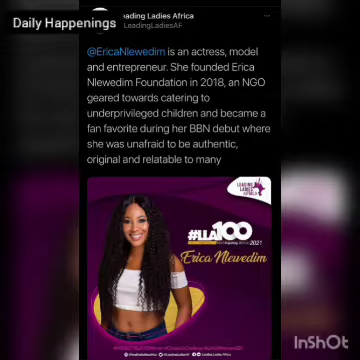 Daily Happenings
eading Ladies Africa
LeadingLadiesAF
@EricaNlewedim is an actress, model
and entrepreneur. She founded Erica
Nlewedim Foundation in 2018, an NGO
geared towards catering to
underprivileged children and became a
fan favorite during her BBN debut where
she was unafraid to be authentic,
original and relatable to many
LEADING
LADIES
AFRICA
#LLA100
2021
Erica Nlewedim
InShOt